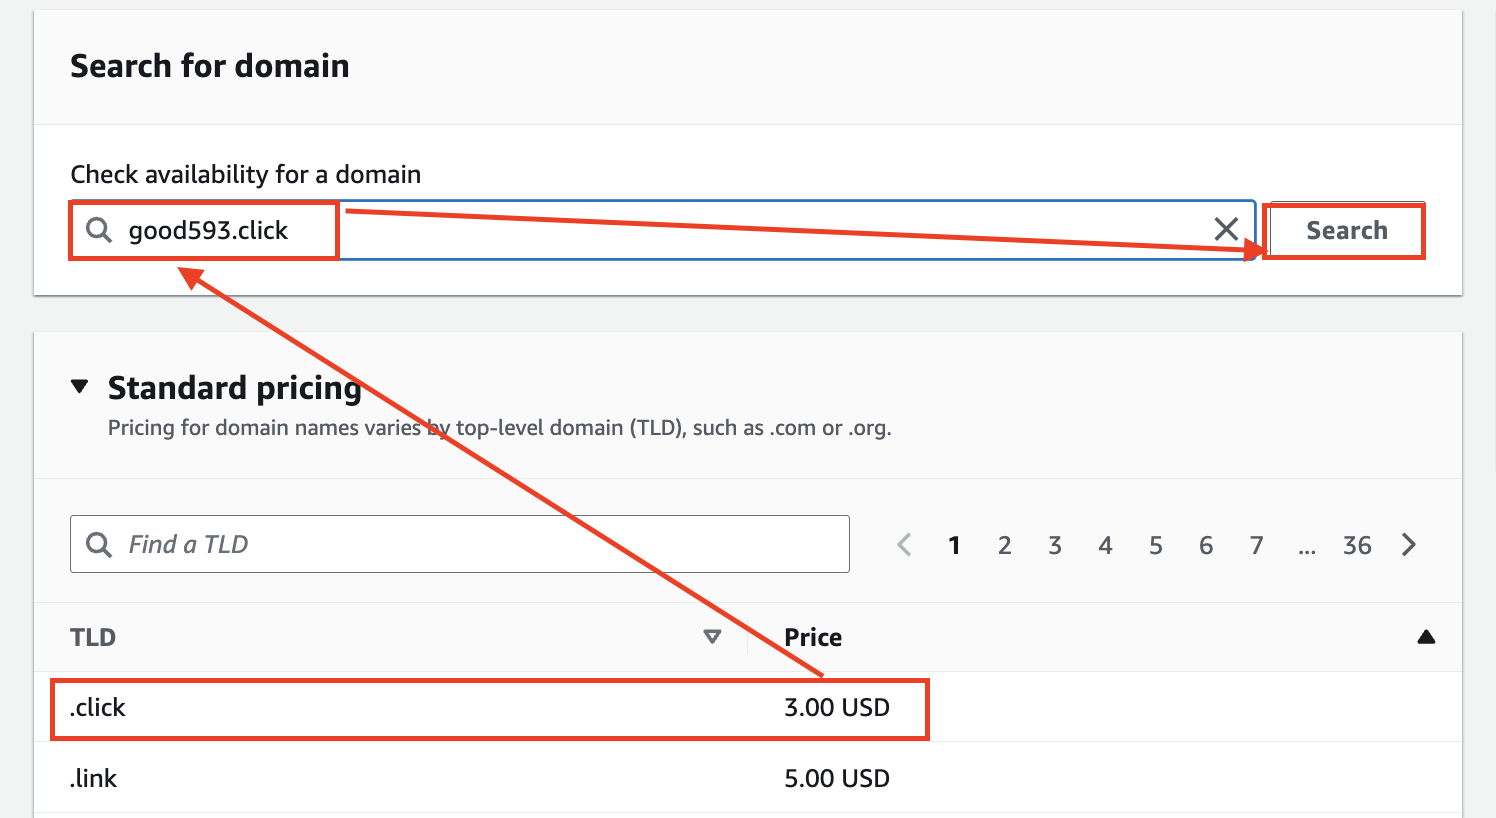 Search for domain
Check availability for a domain
good593.click
Search
Standard pricing
Pricing for domain names varies by top-level domain (TLD), such as .com or .org.
Find a TLD
1 2 3 4 5 6 7 ... 36
TLD Price
.click 3.00 USD
.link 5.00 USD